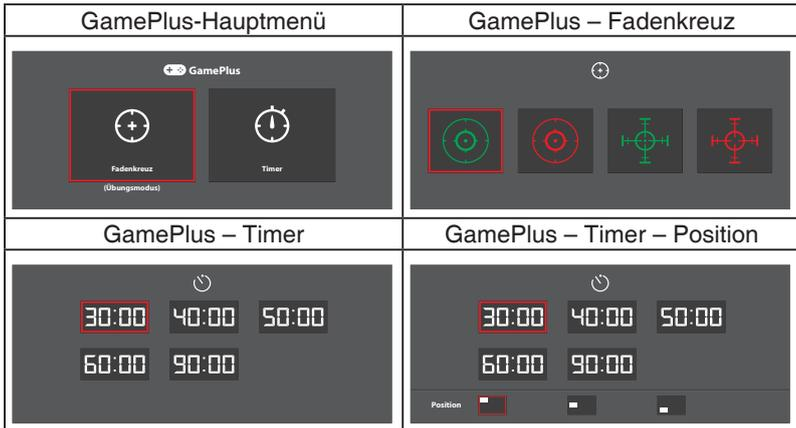 GamePlus-Hauptmenü
GamePlus – Fadenkreuz
GamePlus
Fadenkreuz
Timer
(Übungsmodus)
GamePlus – Timer
GamePlus – Timer – Position
30:00 40:00 50:00
60:00 90:00
30:00 40:00 50:00
60:00 90:00
Position